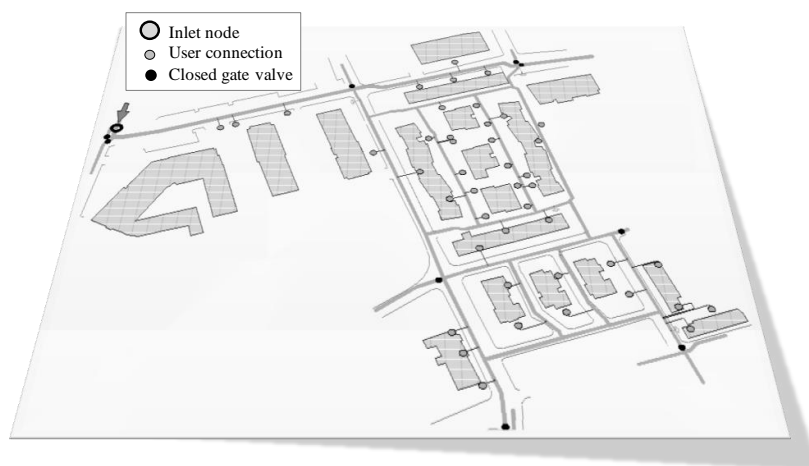 Inlet node
User connection
Closed gate valve